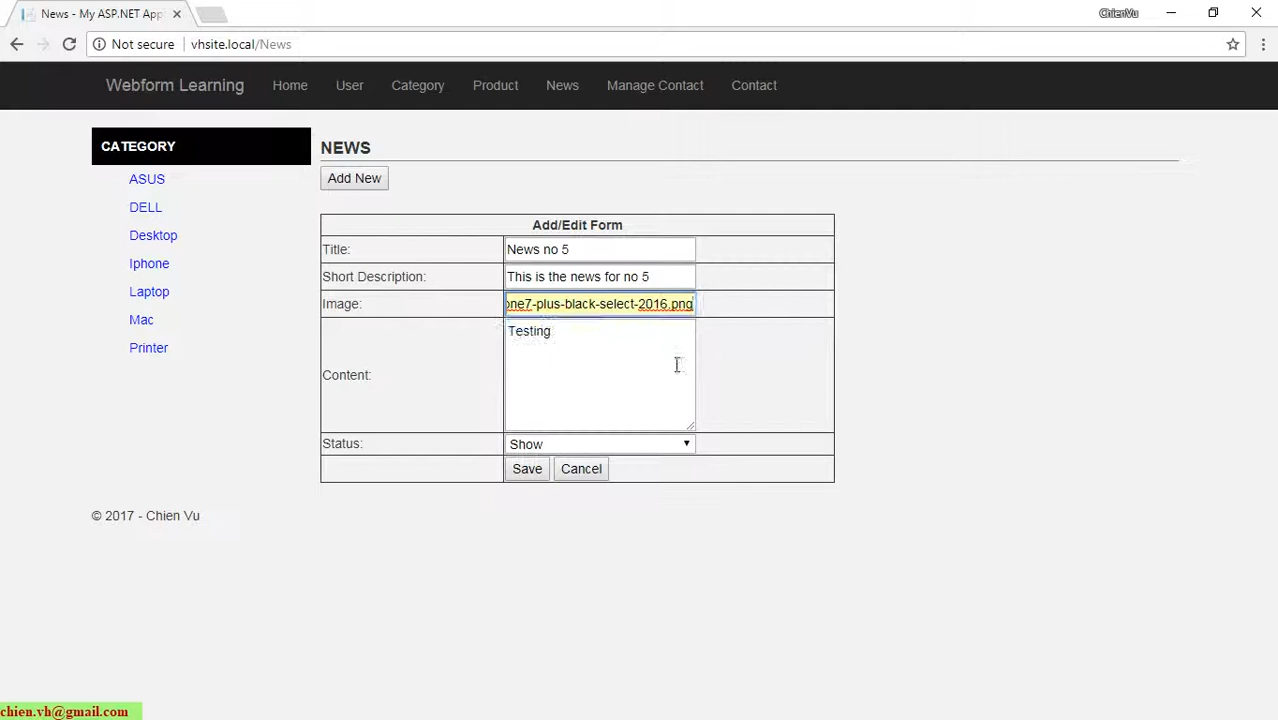 News - My ASP.NET App
ChienVu
Not secure vhsite.local/News
Webform Learning Home User Category Product News Manage Contact Contact
CATEGORY
ASUS
DELL
Desktop
Iphone
Laptop
Mac
Printer
NEWS
Add New
Add/Edit Form
Title: News no 5
Short Description: This is the news for no 5
Image: one7-plus-black-select-2016.png
Content: Testing
Status: Show
Save Cancel
© 2017 - Chien Vu
chien.vh@gmail.com